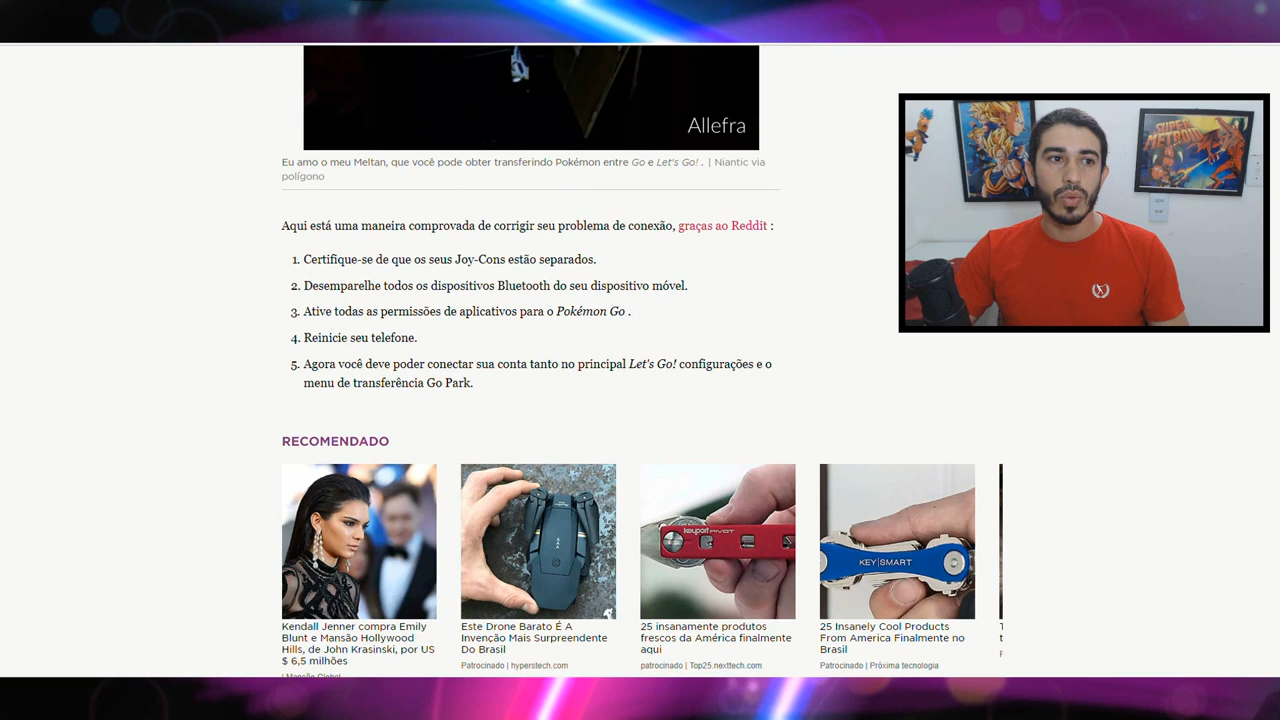 Allefra
Eu amo o meu Meltan, que você pode obter transferindo Pokémon entre Go e Let's Go! . | Niantic via
polígono
Aqui está uma maneira comprovada de corrigir seu problema de conexão, graças ao Reddit :
1. Certifique-se de que os seus Joy-Cons estão separados.
2. Desemparelhe todos os dispositivos Bluetooth do seu dispositivo móvel.
3. Ative todas as permissões de aplicativos para o Pokémon Go .
4. Reinicie seu telefone.
5. Agora você deve poder conectar sua conta tanto no principal Let's Go! configurações e o
menu de transferência Go Park.
SUPER
METROID
RECOMENDADO
keyport PIVOT
KEY|SMART
Kendall Jenner compra Emily
Blunt e Mansão Hollywood
Hills, de John Krasinski, por US
$ 6,5 milhões
| Mansão Global
Este Drone Barato É A
Invenção Mais Surpreendente
Do Brasil
Patrocinado | hyperstech.com
25 insanamente produtos
frescos da América finalmente
aqui
patrocinado | Top25.nexttech.com
25 Insanely Cool Products
From America Finalmente no
Brasil
Patrocinado | Próxima tecnologia